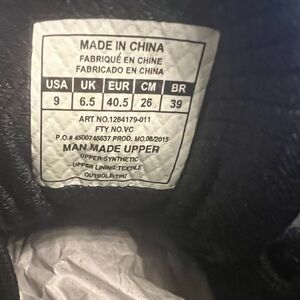 MADE IN CHINA
FABRIQUÉ EN CHINE
FABRICADO EN CHINA
USA UK EUR CM BR
9 6.5 40.5 26 39
ART NO.1264179-011
FTY NO.VC
P.O.# 4500745637 PROD. MO.08/2015
MAN MADE UPPER
UPPER:SYNTHETIC
UPPER LINING:TEXTILE
OUTSOLE:TPU